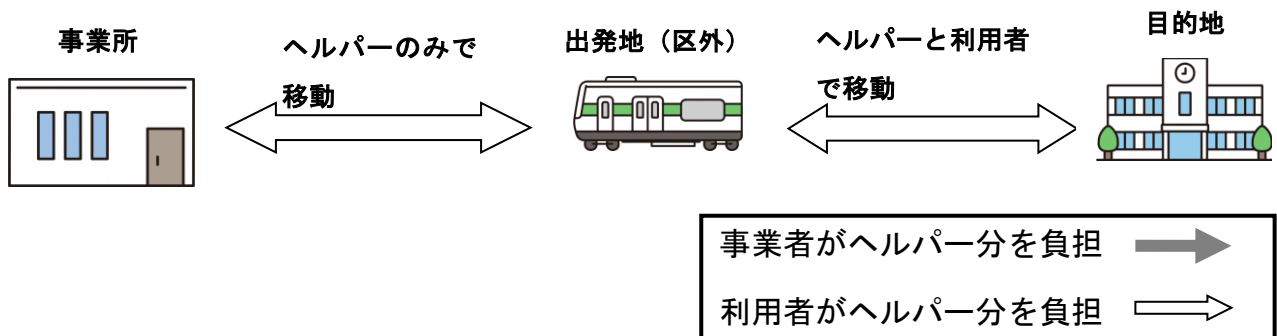 事業所
ヘルパーのみで
移動
出発地（区外）
ヘルパーと利用者
で移動
目的地
事業者がヘルパー分を負担
利用者がヘルパー分を負担